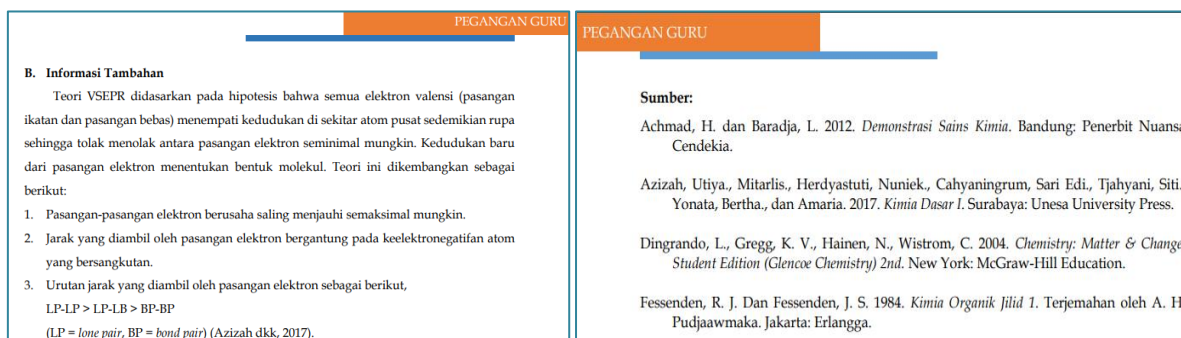 PEGANGAN GURU
B. Informasi Tambahan
Teori VSEPR didasarkan pada hipotesis bahwa semua elektron valensi (pasangan
ikatan dan pasangan bebas) menempati kedudukan di sekitar atom pusat sedemikian rupa
sehingga tolak menolak antara pasangan elektron seminimal mungkin. Kedudukan baru
dari pasangan elektron menentukan bentuk molekul. Teori ini dikembangkan sebagai
berikut:
1. Pasangan-pasangan elektron berusaha saling menjauhi semaksimal mungkin.
2. Jarak yang diambil oleh pasangan elektron bergantung pada keelektronegatifan atom
yang bersangkutan.
3. Urutan jarak yang diambil oleh pasangan elektron sebagai berikut,
LP-LP > LP-LB > BP-BP
(LP = lone pair, BP = bond pair) (Azizah dkk, 2017).
PEGANGAN GURU
Sumber:
Achmad, H. dan Baradja, L. 2012. Demonstrasi Sains Kimia. Bandung: Penerbit Nuansa
Cendekia.
Azizah, Utiya., Mitarlis., Herdyastuti, Nuniek., Cahyaningrum, Sari Edi., Tjahyani, Siti.
Yonata, Bertha., dan Amaria. 2017. Kimia Dasar I. Surabaya: Unesa University Press.
Dingrando, L., Gregg, K. V., Hainen, N., Wistrom, C. 2004. Chemistry: Matter & Change
Student Edition (Glencoe Chemistry) 2nd. New York: McGraw-Hill Education.
Fessenden, R. J. Dan Fessenden, J. S. 1984. Kimia Organik Jilid 1. Terjemahan oleh A. H
Pudjaawmaka. Jakarta: Erlangga.